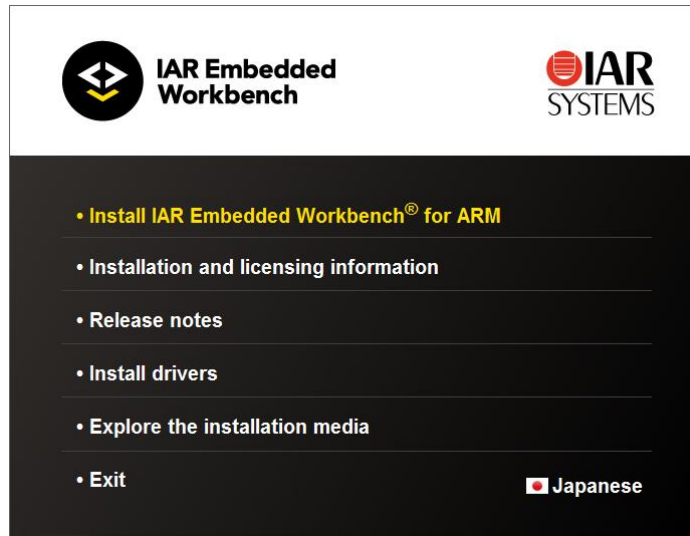 IAR Embedded
Workbench
IAR
SYSTEMS
• Install IAR Embedded Workbench® for ARM
• Installation and licensing information
• Release notes
• Install drivers
• Explore the installation media
• Exit
Japanese